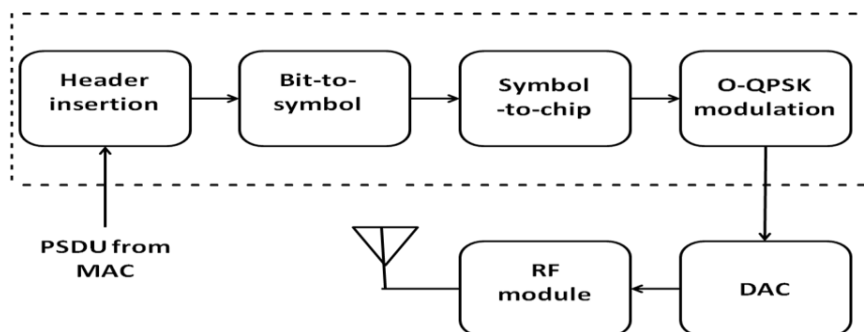 Header
insertion
Bit-to-
symbol
Symbol
-to-chip
O-QPSK
modulation
PSDU from
MAC
RF
module
DAC